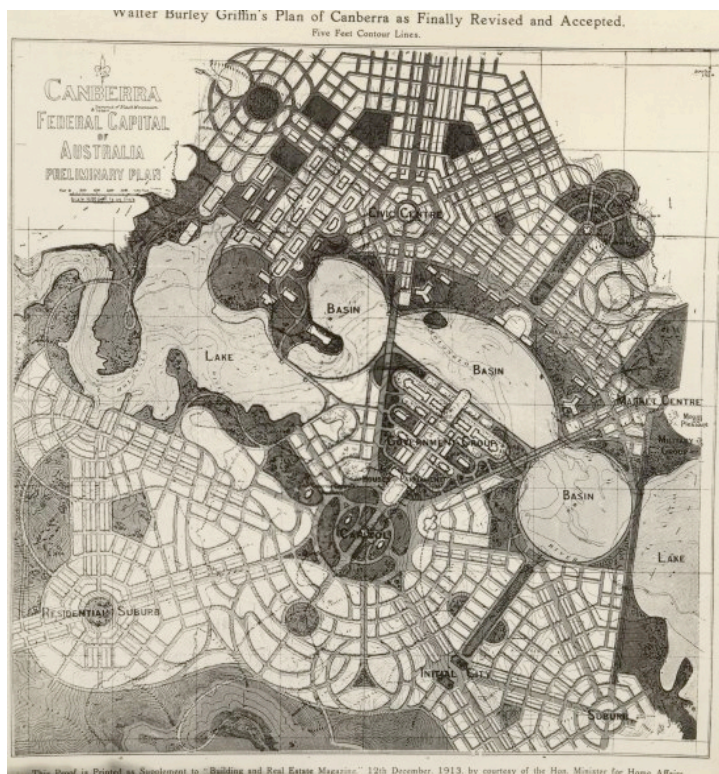 Walter Burley Griffin's Plan of Canberra as Finally Revised and Accepted.
Five Feet Contour Lines.
CANBERRA
FEDERAL CAPITAL
OF
AUSTRALIA
PRELIMINARY PLAN
CIVIC CENTRE
BASIN
LAKE
BASIN
MARKET CENTRE
GOVERNMENT GROUP
MILITARY
GROUP
HOUSES PARLIAMENT
BASIN
CAPITOL
LAKE
RESIDENTIAL SUBURB
INITIAL CITY
SUBURB
This Proof is Printed as Supplement to "Building and Real Estate Magazine," 12th December, 1913, by courtesy of the Hon. Minister for Home Affairs